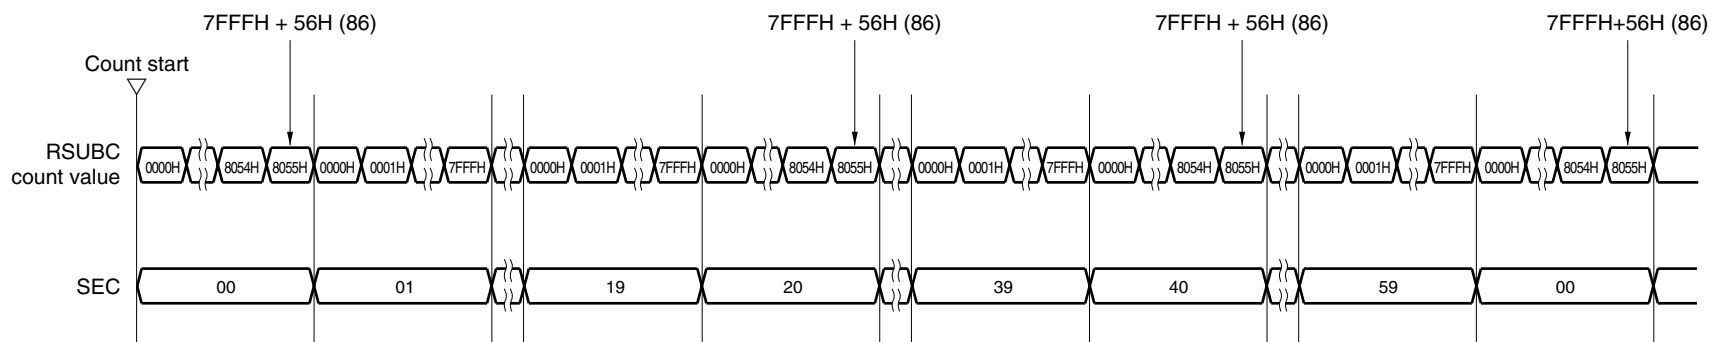 7FFFH + 56H (86) 7FFFH + 56H (86) 7FFFH + 56H (86) 7FFFH+56H (86)
Count start
RSUBC
count value
0000H 8054H 8055H 0000H 0001H 7FFFH 0000H 0001H 7FFFH 0000H 8054H 8055H 0000H 0001H 7FFFH 0000H 8054H 8055H 0000H 0001H 7FFFH 0000H 8054H 8055H
SEC 00 01 19 20 39 40 59 00